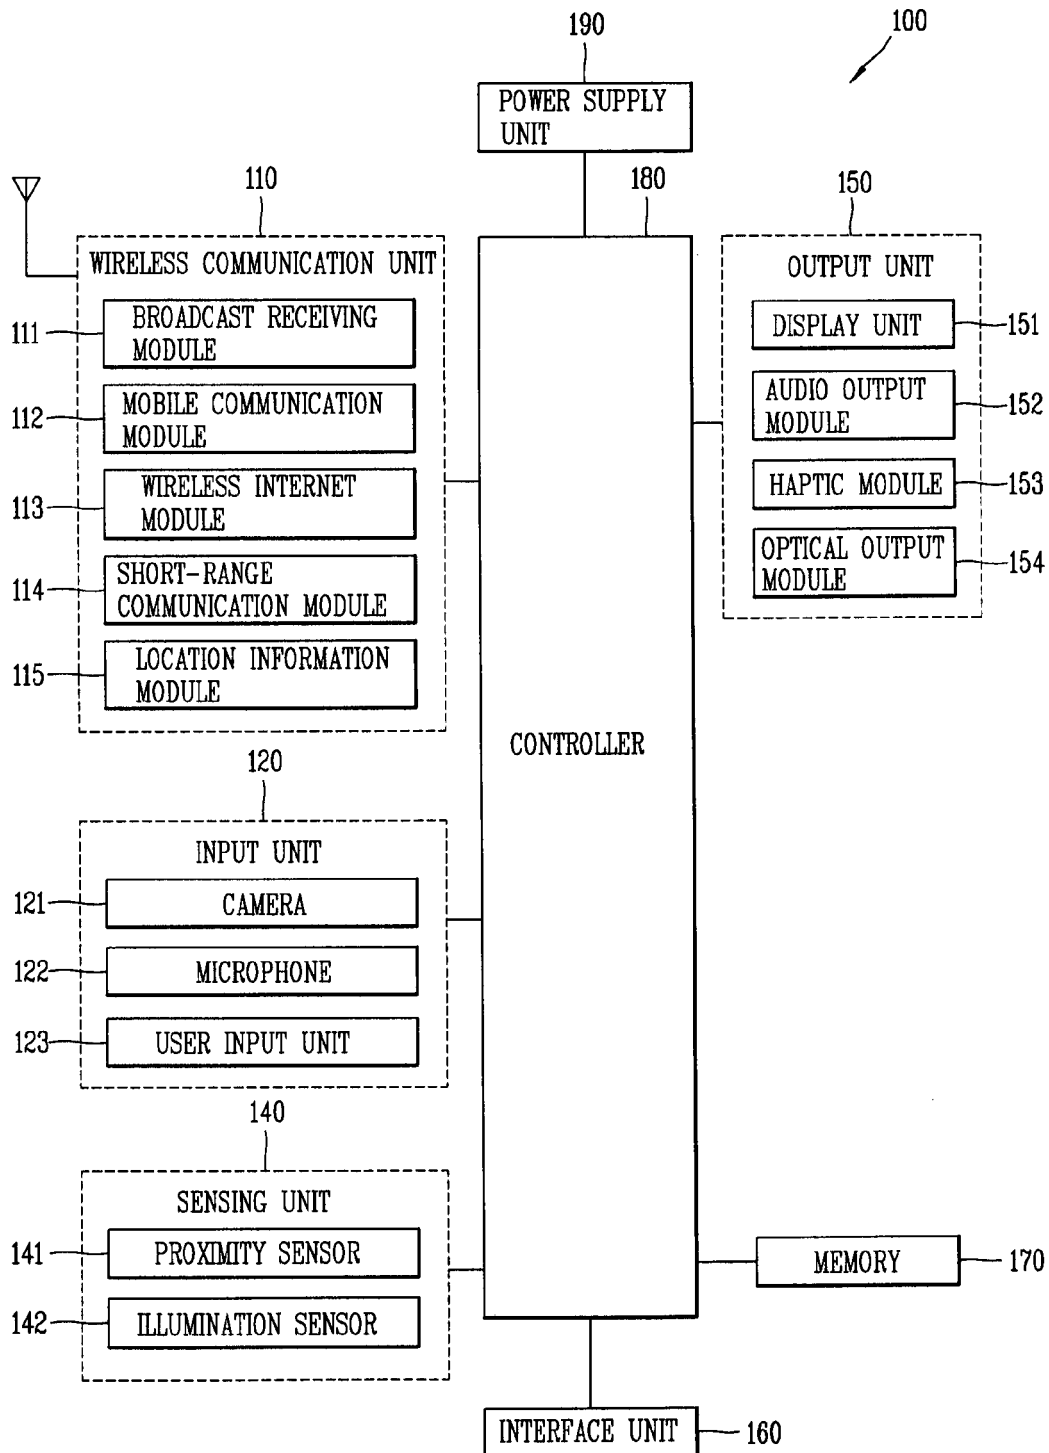 100
190
POWER SUPPLY
UNIT
110
180
150
WIRELESS COMMUNICATION UNIT
111
BROADCAST RECEIVING
MODULE
112
MOBILE COMMUNICATION
MODULE
113
WIRELESS INTERNET
MODULE
114
SHORT-RANGE
COMMUNICATION MODULE
115
LOCATION INFORMATION
MODULE
120
INPUT UNIT
121
CAMERA
122
MICROPHONE
123
USER INPUT UNIT
140
SENSING UNIT
141
PROXIMITY SENSOR
142
ILLUMINATION SENSOR
CONTROLLER
OUTPUT UNIT
DISPLAY UNIT
151
AUDIO OUTPUT
MODULE
152
HAPTIC MODULE
153
OPTICAL OUTPUT
MODULE
154
MEMORY
170
INTERFACE UNIT
160